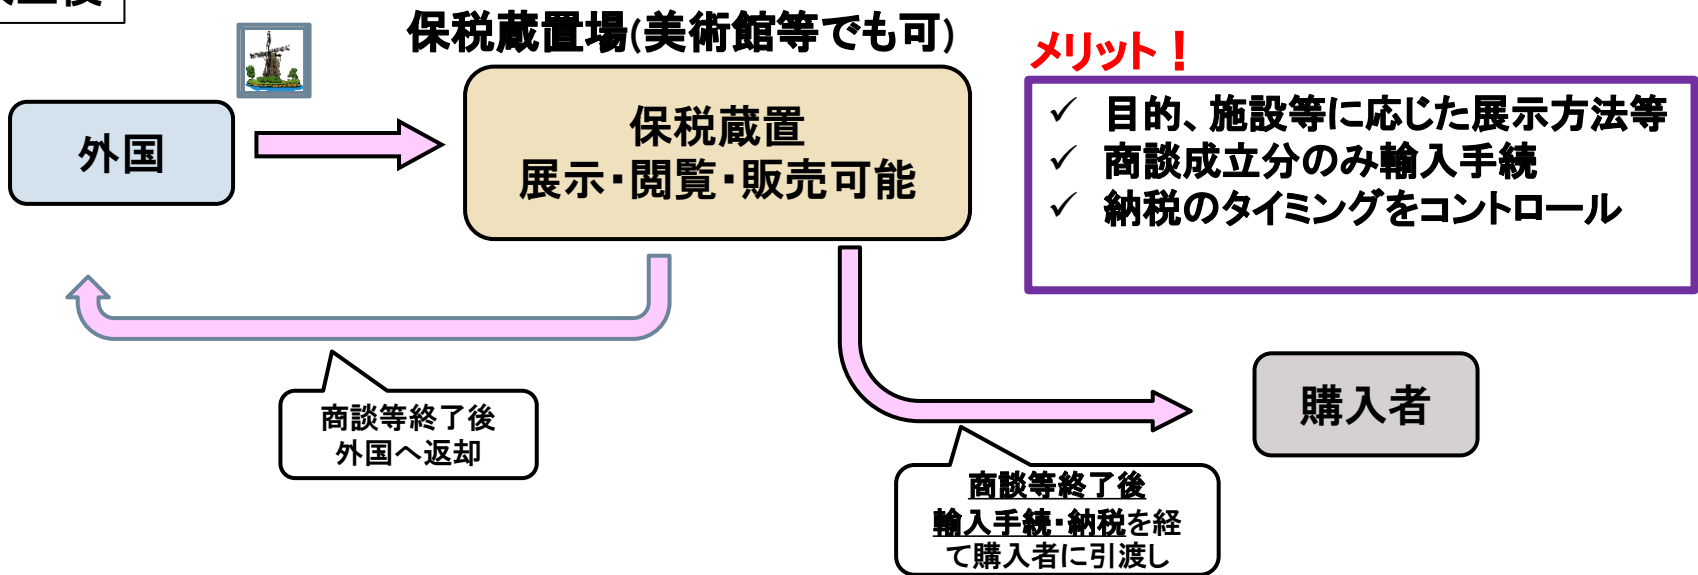 保税蔵置場(美術館等でも可)
メリット！
外国
保税蔵置
展示・閲覧・販売可能
✓ 目的、施設等に応じた展示方法等
✓ 商談成立分のみ輸入手続
✓ 納税のタイミングをコントロール
商談等終了後
外国へ返却
購入者
商談等終了後
輸入手続・納税を経
て購入者に引渡し